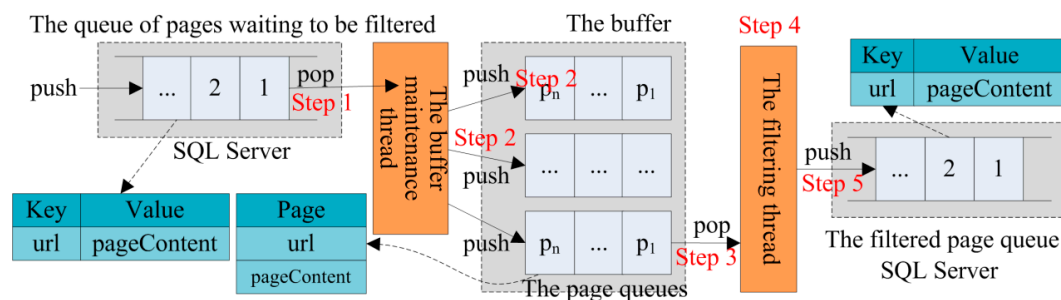 The queue of pages waiting to be filtered
push
...
2
1
pop
Step 1
SQL Server
Key
Value
url
pageContent
Page
url
pageContent
The buffer
maintenance
thread
The buffer
push
Step 2
pn
...
p1
Step 2
push
...
...
...
push
pn
...
p1
The page queues
pop
Step 3
Step 4
The filtering thread
push
Step 5
Key
Value
url
pageContent
...
2
1
The filtered page queue
SQL Server